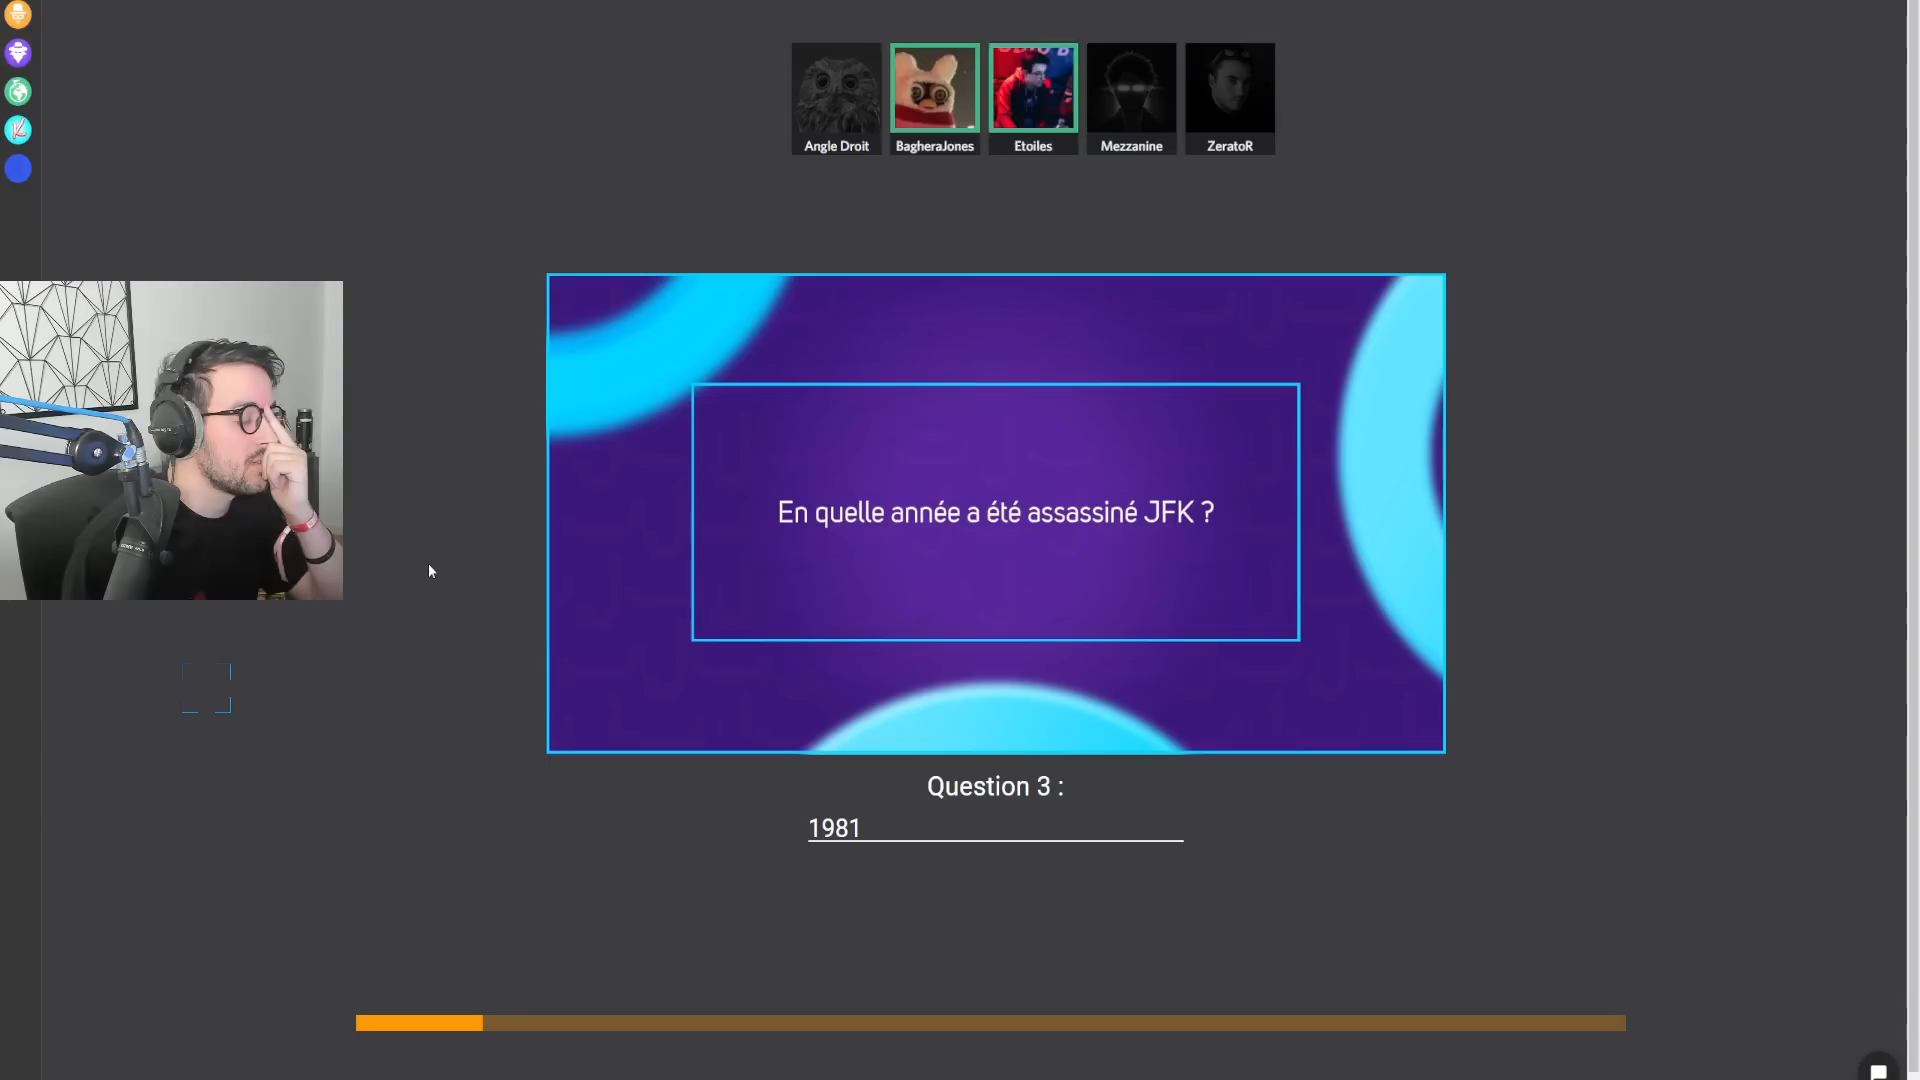 Angle Droit
BagheraJones
Etoiles
Mezzanine
ZeratoR
En quelle année a été assassiné JFK ?
Question 3 :
1981